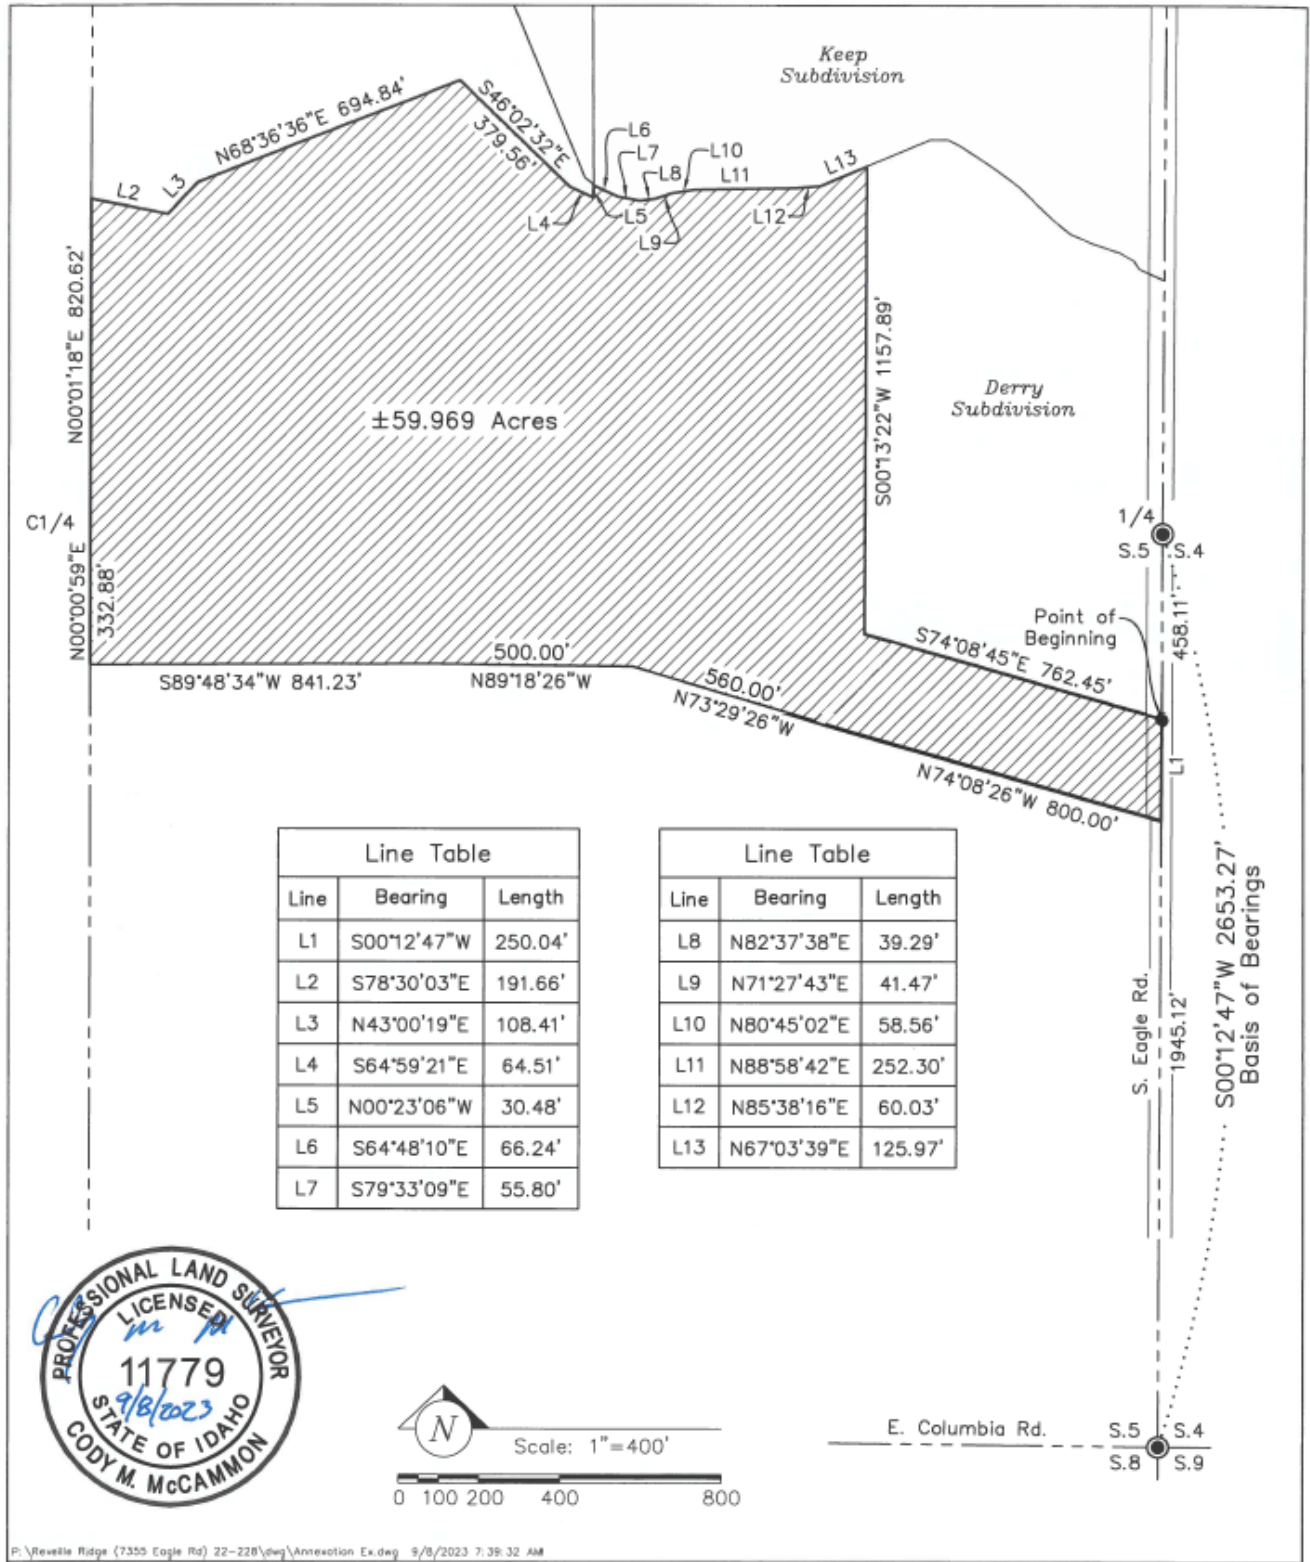 Keep
Subdivision
N68°36'36"E 694.84'
S46°02'32"E
379.56'
L2
L3
L4
L5
L6
L7
L8
L9
L10
L11
L12
L13
N00°01'18"E 820.62'
±59.969 Acres
S00°13'22"W 1157.89'
Derry
Subdivision
C1/4
N00°00'59"E
332.88'
1/4
S.5 S.4
Point of
Beginning
458.11'
S74°08'45"E 762.45'
500.00'
S89°48'34"W 841.23'
N89°18'26"W
560.00'
N73°29'26"W
N74°08'26"W 800.00'
L1
Line Table
Line Bearing Length
L1 S00°12'47"W 250.04'
L2 S78°30'03"E 191.66'
L3 N43°00'19"E 108.41'
L4 S64°59'21"E 64.51'
L5 N00°23'06"W 30.48'
L6 S64°48'10"E 66.24'
L7 S79°33'09"E 55.80'
Line Table
Line Bearing Length
L8 N82°37'38"E 39.29'
L9 N71°27'43"E 41.47'
L10 N80°45'02"E 58.56'
L11 N88°58'42"E 252.30'
L12 N85°38'16"E 60.03'
L13 N67°03'39"E 125.97'
S. Eagle Rd.
1945.12'
S00°12'47"W 2653.27'
Basis of Bearings
PROFESSIONAL LAND SURVEYOR
LICENSED
11779
9/8/2023
STATE OF IDAHO
CODY M. McCAMMON
N
Scale: 1"=400'
0 100 200 400 800
E. Columbia Rd.
S.5 S.4
S.8 S.9
P:\Reveille Ridge (7355 Eagle Rd) 22-228\dwg\Annexation Ex.dwg 9/8/2023 7:39:32 AM